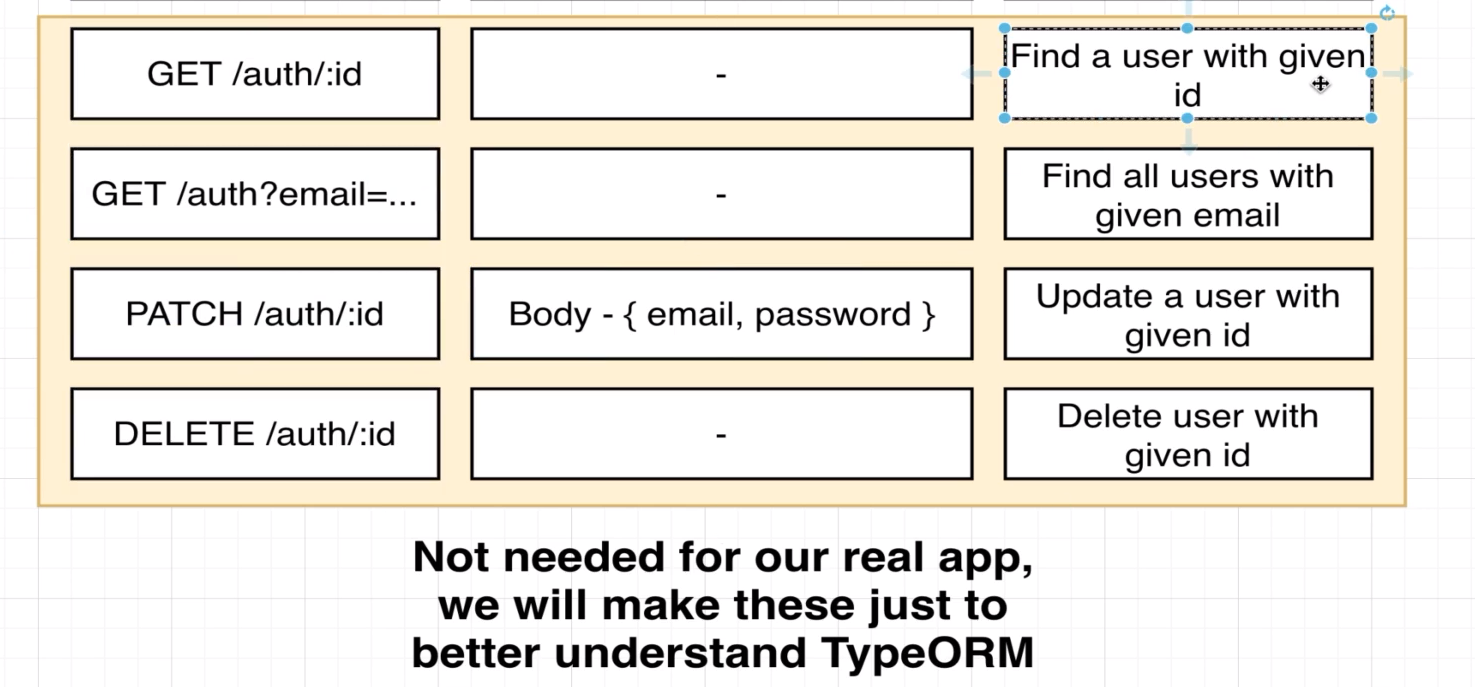 GET /auth/:id
-
Find a user with given
id
GET /auth?email=...
-
Find all users with
given email
PATCH /auth/:id
Body - { email, password }
Update a user with
given id
DELETE /auth/:id
-
Delete user with
given id
Not needed for our real app,
we will make these just to
better understand TypeORM